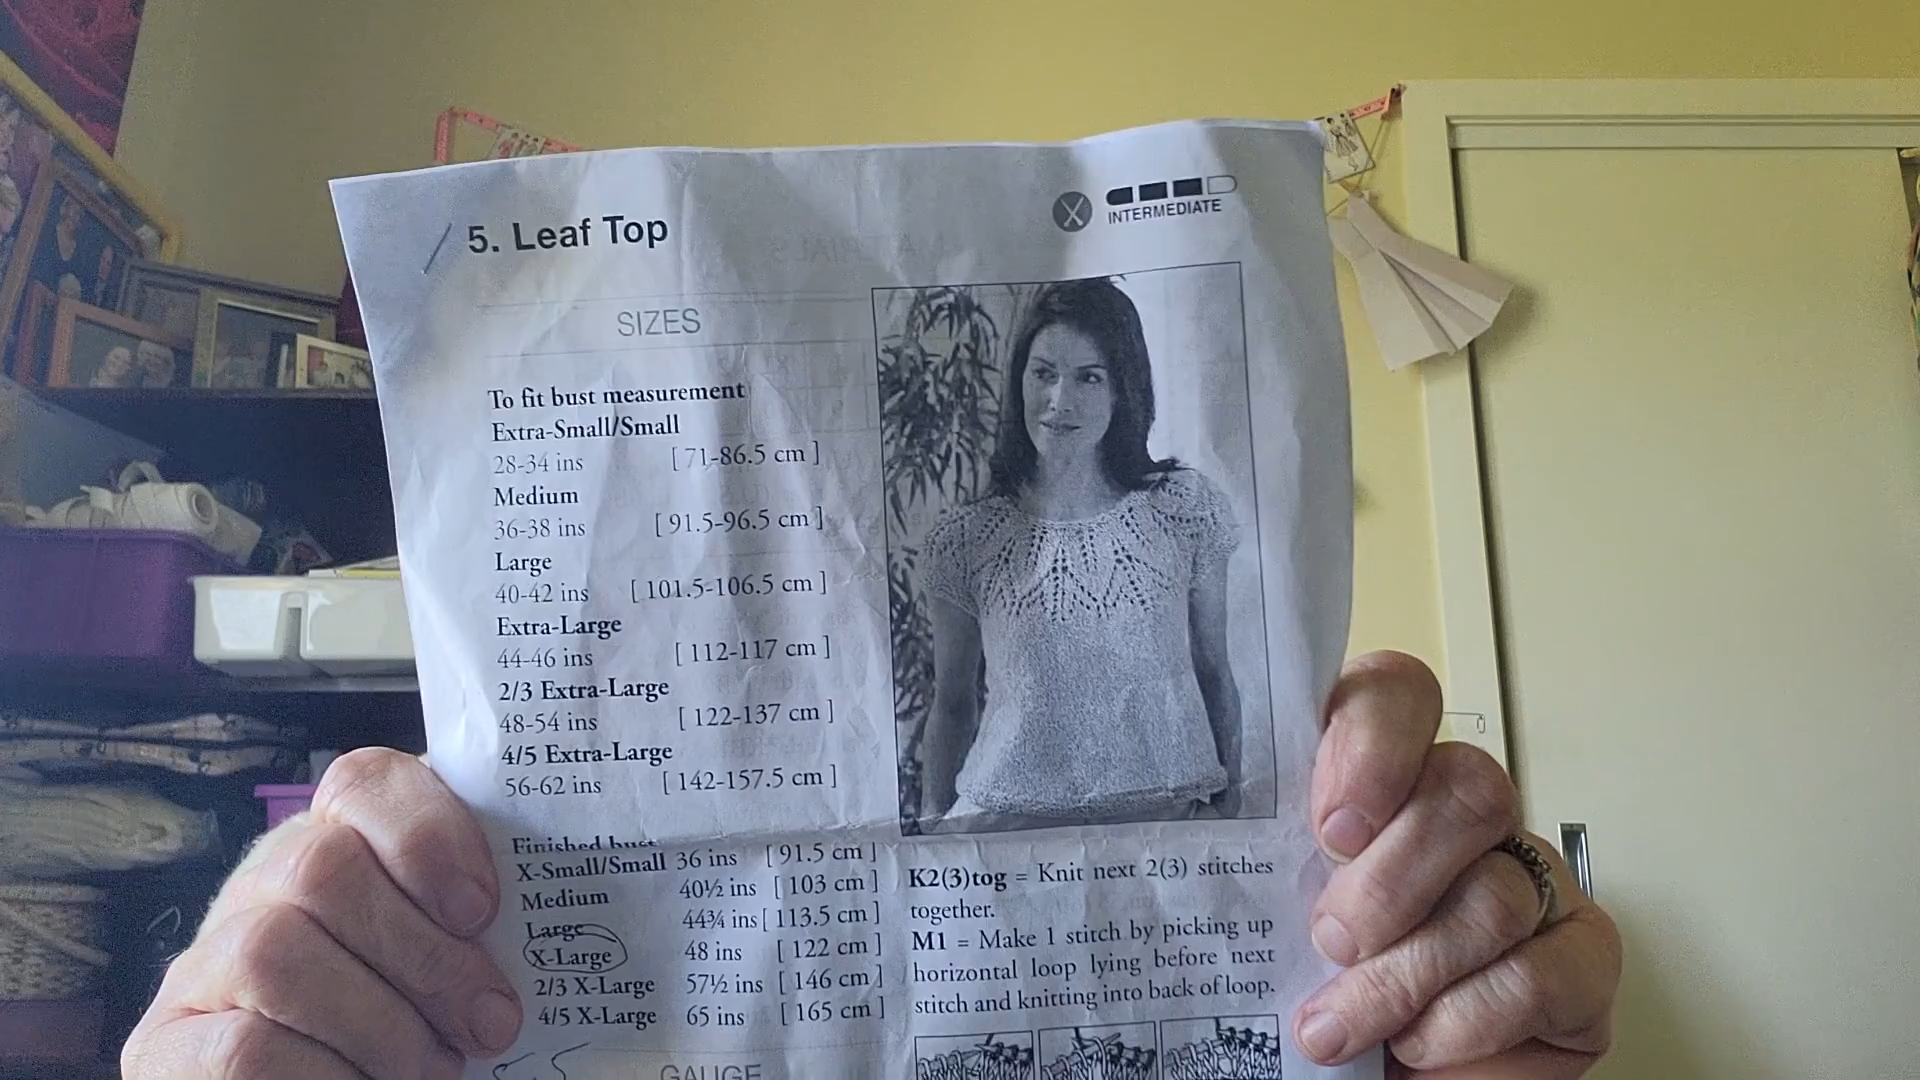 5. Leaf Top
INTERMEDIATE
SIZES
To fit bust measurement
Extra-Small/Small
28-34 ins [ 71-86.5 cm ]
Medium
36-38 ins [ 91.5-96.5 cm ]
Large
40-42 ins [ 101.5-106.5 cm ]
Extra-Large
44-46 ins [ 112-117 cm ]
2/3 Extra-Large
48-54 ins [ 122-137 cm ]
4/5 Extra-Large
56-62 ins [ 142-157.5 cm ]
Finished bust
X-Small/Small 36 ins [ 91.5 cm ]
Medium 40½ ins [ 103 cm ]
Large 44¾ ins [ 113.5 cm ]
X-Large 48 ins [ 122 cm ]
2/3 X-Large 57½ ins [ 146 cm ]
4/5 X-Large 65 ins [ 165 cm ]
GAUGE
K2(3)tog = Knit next 2(3) stitches
together.
M1 = Make 1 stitch by picking up
horizontal loop lying before next
stitch and knitting into back of loop.